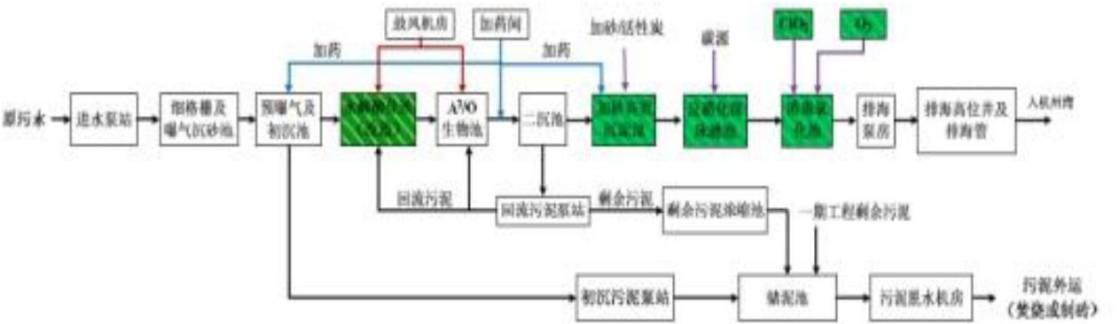 鼓风机房
加药间
加砂/活性炭
碳源
ClO₂
O₃
加药
加药
原污水
进水泵站
细格栅及
曝气沉砂池
预曝气及
初沉池
A²/O
生物池
二沉池
加砂高效
沉淀池
反硝化深
床滤池
化池
排海
泵房
排海高位井及
排海管
入杭州湾
回流污泥
回流污泥泵站
剩余污泥
剩余污泥浓缩池
一期工程剩余污泥
初沉污泥泵站
储泥池
污泥脱水机房
污泥外运
（焚烧或制砖）